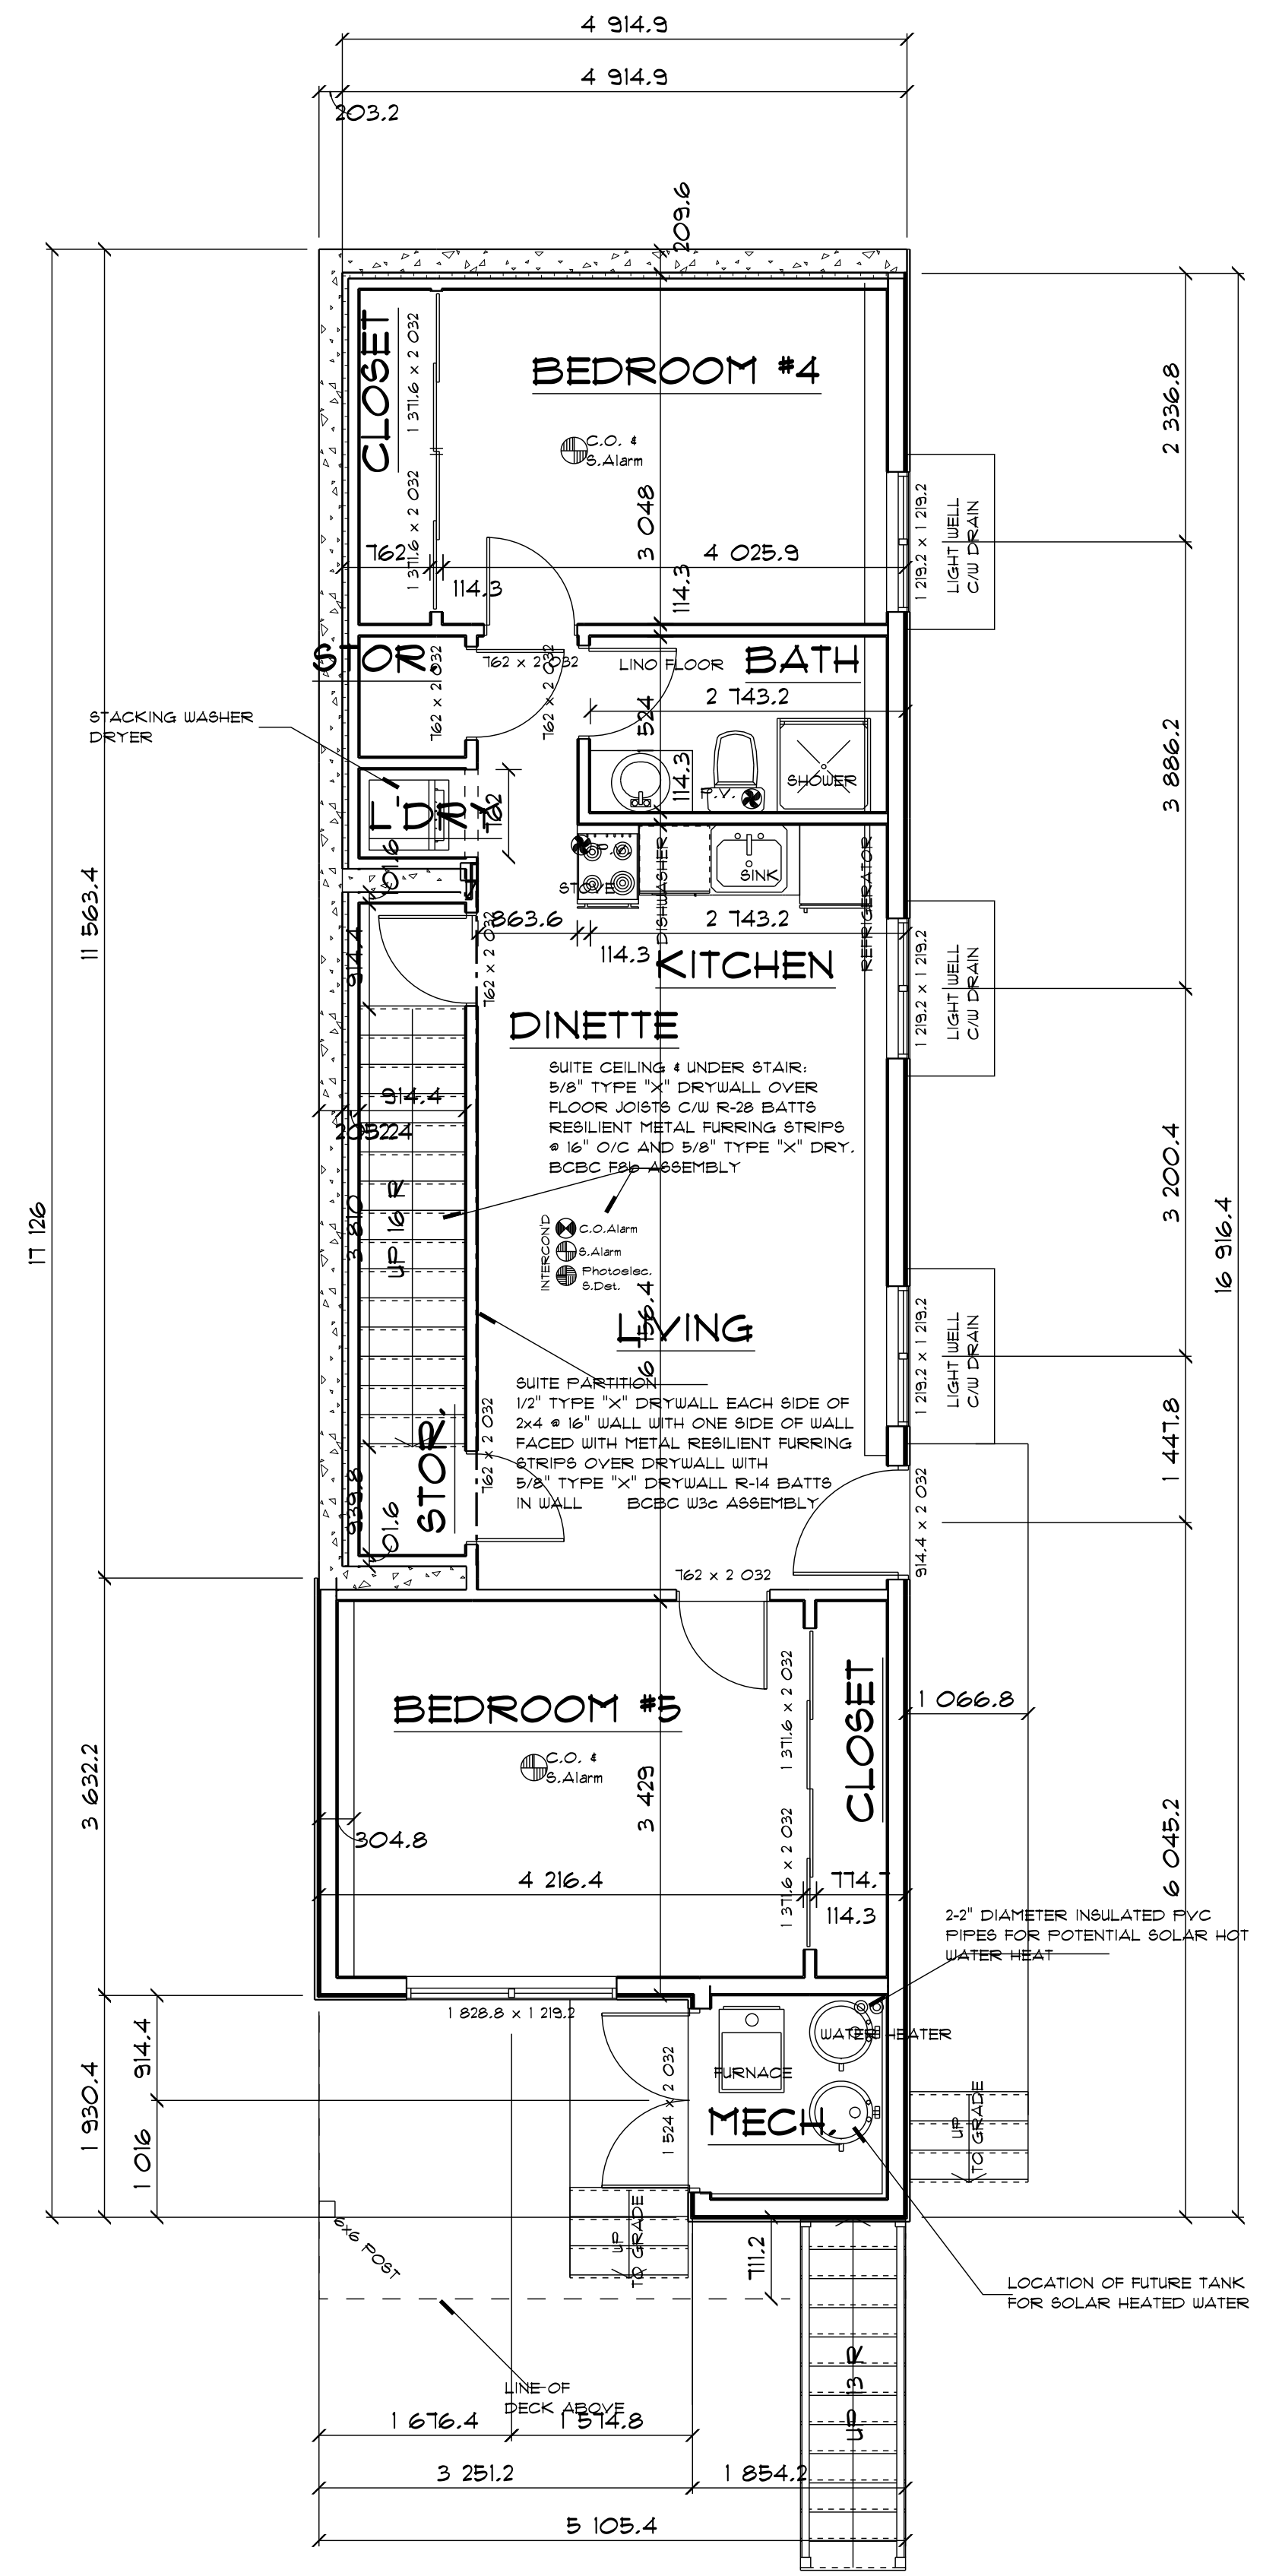 4 914.9
4 914.9
203.2
209.6
CLOSET
1 371.6 x 2 032
1 371.6 x 2 032
BEDROOM #4
C.O. &
S.Alarm
3 048
762
114.3
4 025.9
114.3
2 336.8
1 219.2 x 1 219.2
LIGHT WELL
C/W DRAIN
STOR.
762 x 2 032
762 x 2 032
762 x 2 032
LINO FLOOR
BATH
2 743.2
1 524
114.3
P.V.
SHOWER
STACKING WASHER
DRYER
L'DRY
762
3 886.2
P.V.
STOVE
DISHWASHER
SINK
REFRIGERATOR
11 563.4
914.4
762 x 2 032
863.6
114.3
2 743.2
KITCHEN
1 219.2 x 1 219.2
LIGHT WELL
C/W DRAIN
DINETTE
SUITE CEILING & UNDER STAIR:
5/8" TYPE "X" DRYWALL OVER
FLOOR JOISTS C/W R-28 BATTS
RESILIENT METAL FURRING STRIPS
@ 16" O/C AND 5/8" TYPE "X" DRY.
BCBC F8b ASSEMBLY
914.4
3 810
UP 16 R
INTERCON'D
C.O.Alarm
S.Alarm
Photoelec.
S.Det.
3 200.4
17 126
16 916.4
LIVING
6 756.4
1 219.2 x 1 219.2
LIGHT WELL
C/W DRAIN
SUITE PARTITION
1/2" TYPE "X" DRYWALL EACH SIDE OF
2x4 @ 16" WALL WITH ONE SIDE OF WALL
FACED WITH METAL RESILIENT FURRING
STRIPS OVER DRYWALL WITH
5/8" TYPE "X" DRYWALL R-14 BATTS
IN WALL BCBC W3c ASSEMBLY
STOR.
762 x 2 032
939.8
1 447.8
914.4 x 2 032
762 x 2 032
BEDROOM #5
C.O. &
S.Alarm
3 429
1 371.6 x 2 032
1 371.6 x 2 032
CLOSET
1 066.8
3 632.2
304.8
4 216.4
774.7
114.3
6 045.2
2-2" DIAMETER INSULATED PVC
PIPES FOR POTENTIAL SOLAR HOT
WATER HEAT
1 828.8 x 1 219.2
914.4
1 930.4
1 016
1 524 x 2 032
WATER HEATER
FURNACE
MECH.
UP
TO GRADE
UP
TO GRADE
6x6 POST
711.2
LOCATION OF FUTURE TANK
FOR SOLAR HEATED WATER
UP 13 R
LINE OF
DECK ABOVE
1 676.4
1 574.8
3 251.2
1 854.2
5 105.4